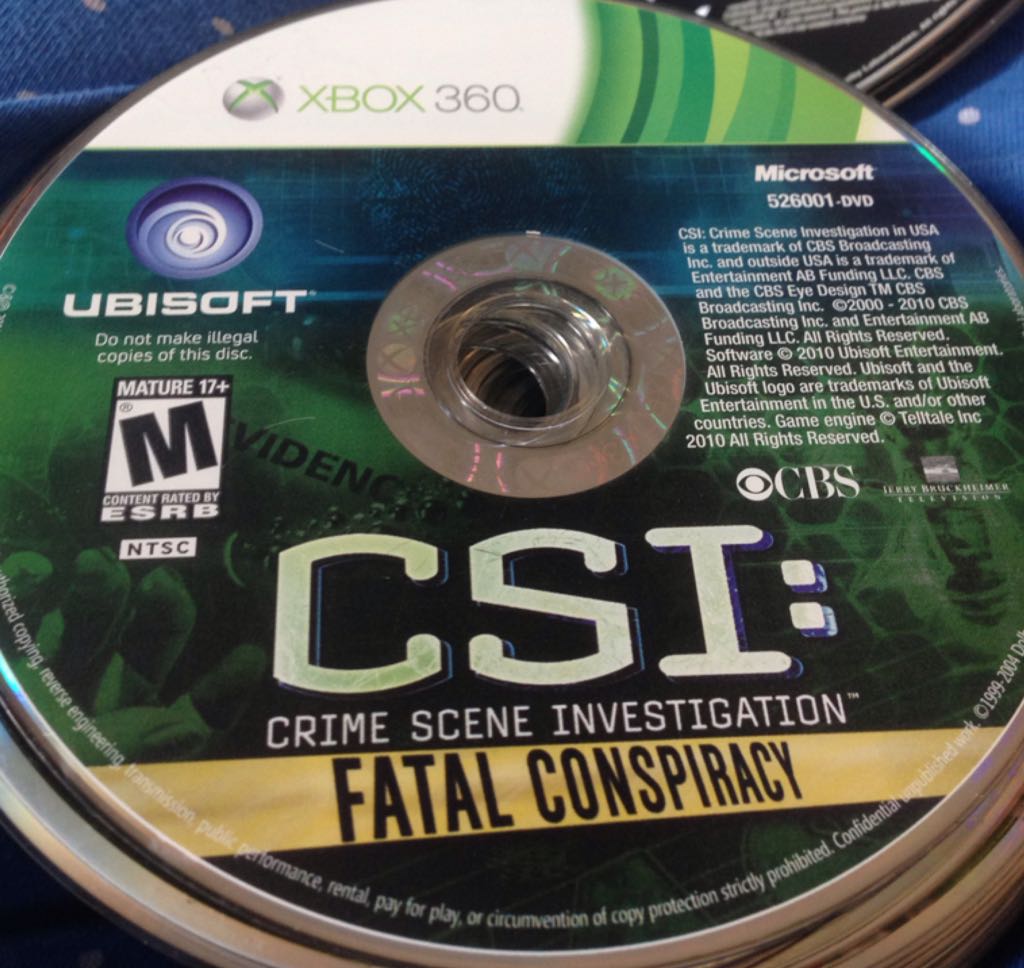 XBOX 360
Microsoft
526001-DVD
UBISOFT
Do not make illegal
copies of this disc.
MATURE 17+
M
CONTENT RATED BY
ESRB
NTSC
CSI: Crime Scene Investigation in USA
is a trademark of CBS Broadcasting
Inc. and outside USA is a trademark of
Entertainment AB Funding LLC. CBS
and the CBS Eye Design TM CBS
Broadcasting Inc. ©2000 - 2010 CBS
Broadcasting Inc. and Entertainment AB
Funding LLC. All Rights Reserved.
Software © 2010 Ubisoft Entertainment.
All Rights Reserved. Ubisoft and the
Ubisoft logo are trademarks of Ubisoft
Entertainment in the U.S. and/or other
countries. Game engine © Telltale Inc
2010 All Rights Reserved.
CBS
JERRY BRUCKHEIMER
TELEVISION
VIDENC
CSI:
CRIME SCENE INVESTIGATION™
FATAL CONSPIRACY
copying, reverse engineering, transmission, public performance, rental, pay for play, or circumvention of copy protection strictly prohibited. Confidential unpublished work. ©1999-2004